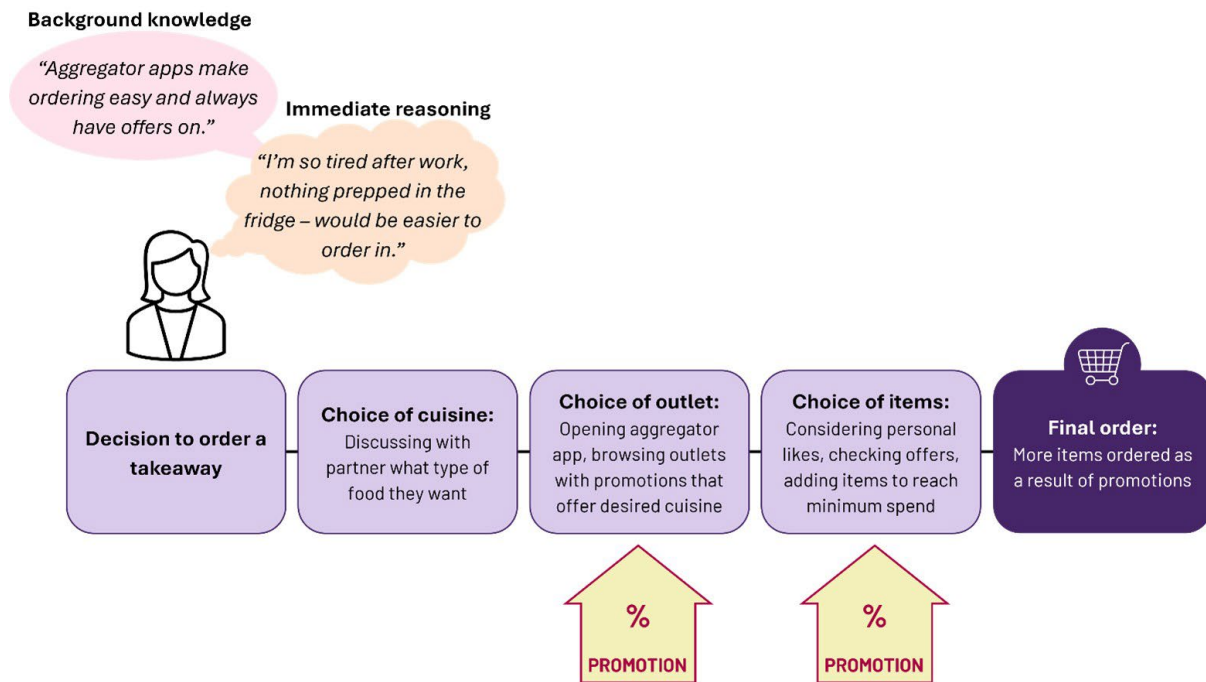 Background knowledge
“Aggregator apps make
ordering easy and always
have offers on.”
Immediate reasoning
“I’m so tired after work,
nothing prepped in the
fridge – would be easier to
order in.”
Decision to order a
takeaway
Choice of cuisine:
Discussing with
partner what type of
food they want
Choice of outlet:
Opening aggregator
app, browsing outlets
with promotions that
offer desired cuisine
Choice of items:
Considering personal
likes, checking offers,
adding items to reach
minimum spend
Final order:
More items ordered as
a result of promotions
%
PROMOTION
%
PROMOTION